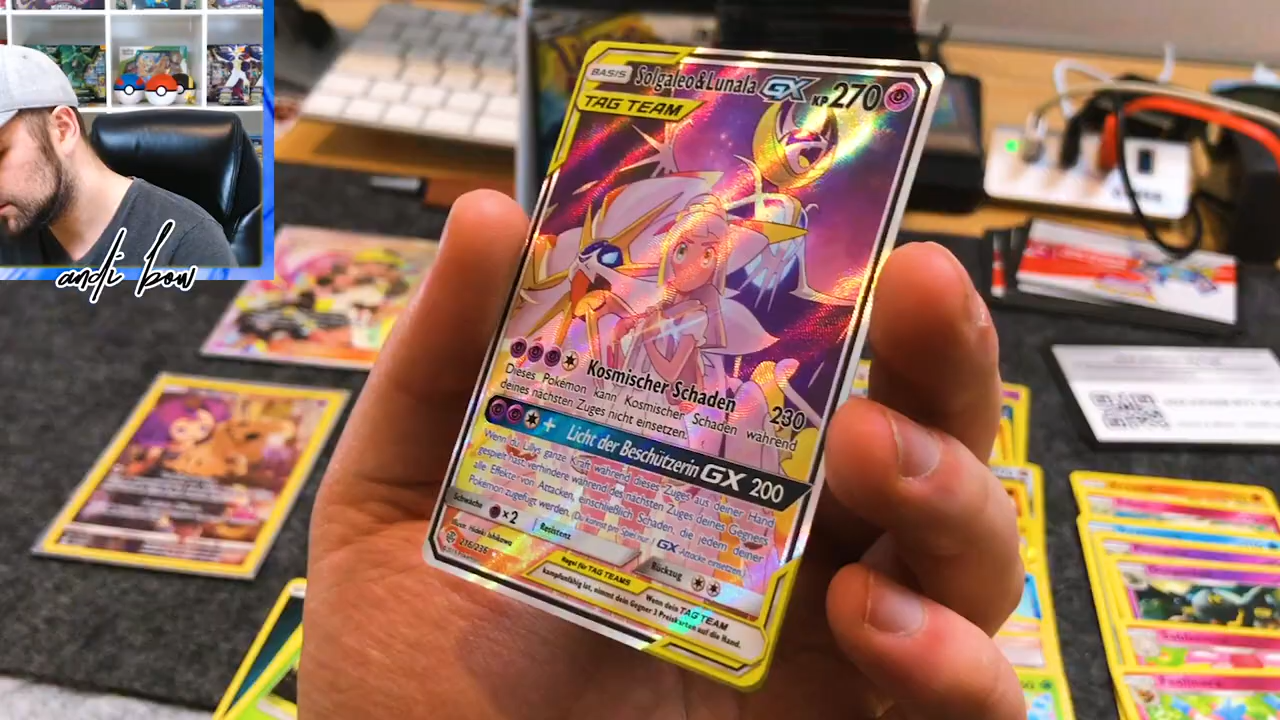 andi bow
BASIS Solgaleo&Lunala GX KP 270
TAG TEAM
Kosmischer Schaden 230
Dieses Pokémon kann Kosmischer Schaden während
deines nächsten Zuges nicht einsetzen.
+ Licht der Beschützerin GX 200
Wenn du Lillys ganze Kraft während dieses Zuges aus deiner Hand
gespielt hast, verhindere während des nächsten Zuges deines Gegners
alle Effekte von Attacken, einschließlich Schaden, die jedem deiner
Pokémon zugefügt werden. (Du kannst pro Spiel nur 1 GX Attacke einsetzen.)
Schwäche x2 Resistenz Rückzug
Illustr. Hideki Ishikawa
216/236
Regel für TAG TEAMS Wenn dein TAG TEAM
kampfunfähig ist, nimmt dein Gegner 3 Preiskarten auf die Hand.